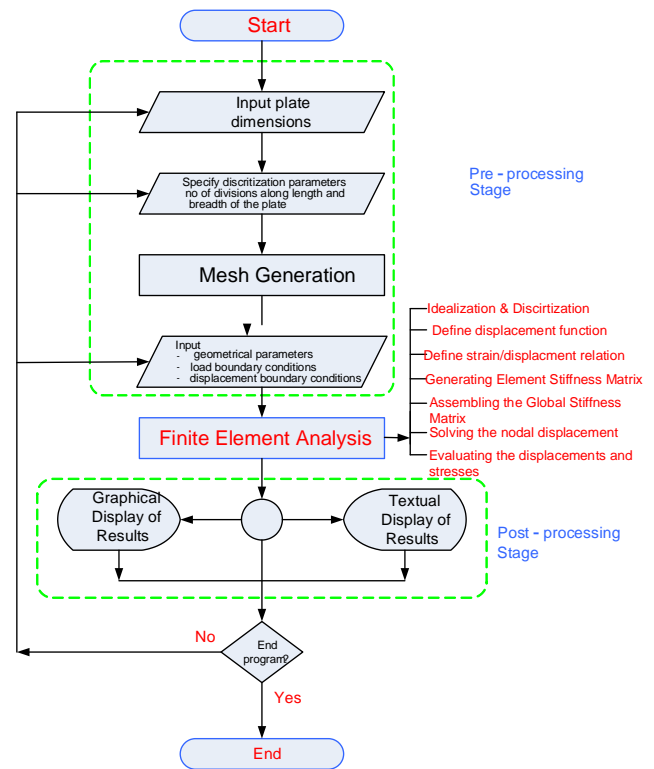 Start
Input plate
dimensions
Specify discritization parameters
no of divisions along length and
breadth of the plate
Pre - processing
Stage
Mesh Generation
Input
- geometrical parameters
- load boundary conditions
- displacement boundary conditions
Idealization & Discirtization
Define displacement function
Define strain/displacment relation
Generating Element Stiffness Matrix
Assembling the Global Stiffness
Matrix
Solving the nodal displacement
Evaluating the displacements and
stresses
Finite Element Analysis
Graphical
Display of
Results
Textual
Display of
Results
Post - processing
Stage
No
End
program?
Yes
End